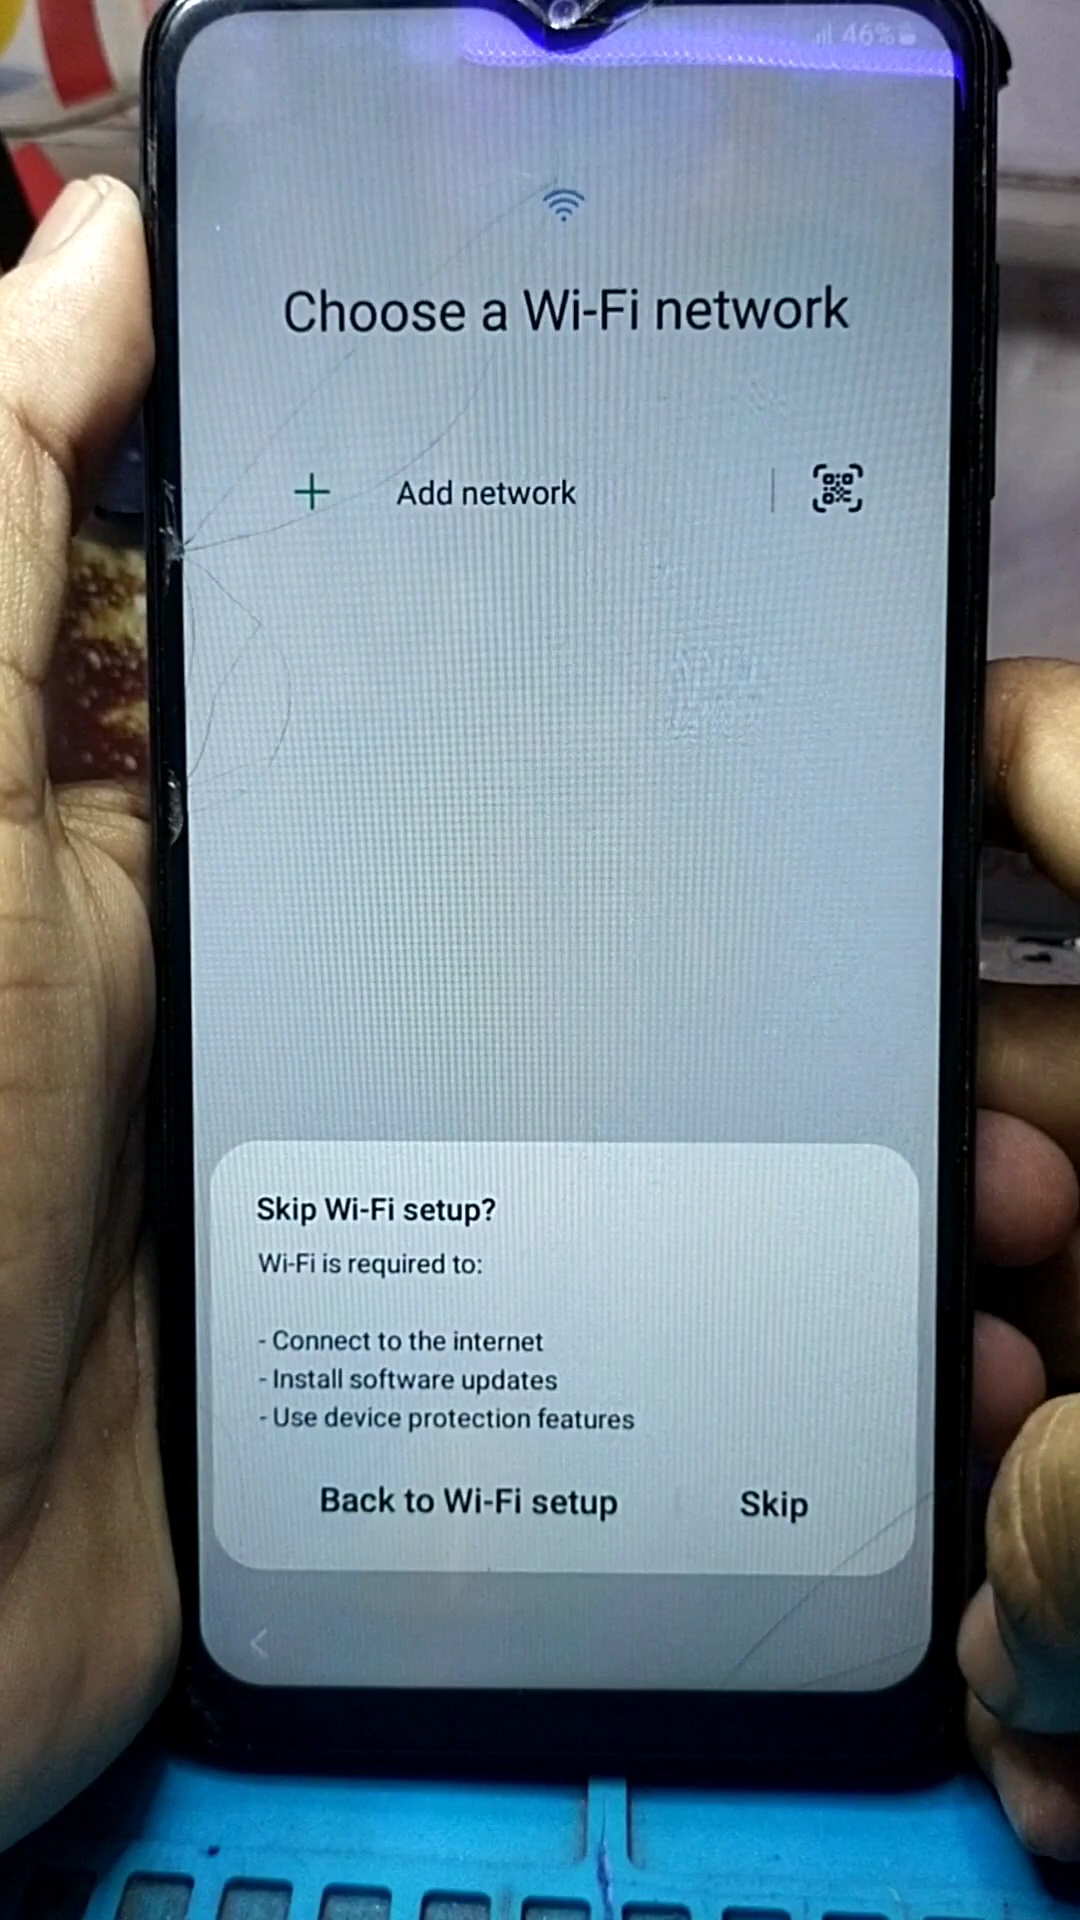 46%
Choose a Wi-Fi network
Add network
Skip Wi-Fi setup?
Wi-Fi is required to:
- Connect to the internet
- Install software updates
- Use device protection features
Back to Wi-Fi setup Skip